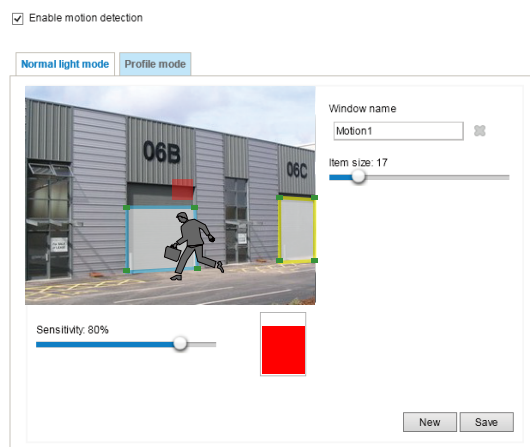 Enable motion detection
Normal light mode
Profile mode
Window name
Motion1
Item size: 17
06B
06C
Sensitivity: 80%
New
Save